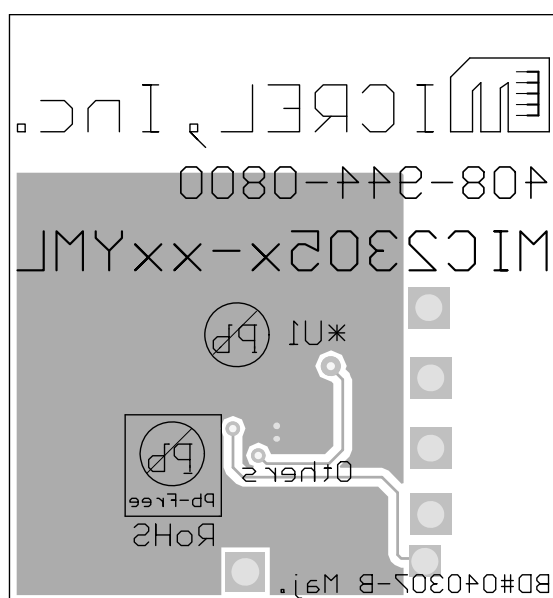 MICREL, Inc.
408-944-0800
MIC2305x-xxYML
*U1
Pb
Pb
Pb-Free
Others
RoHS
BD#040307-B Maj.